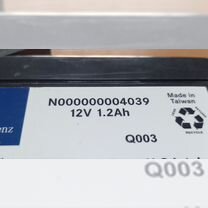 Made in
Taiwan
N000000004039
12V 1.2Ah
enz
RECYCLE
Q003
Q003